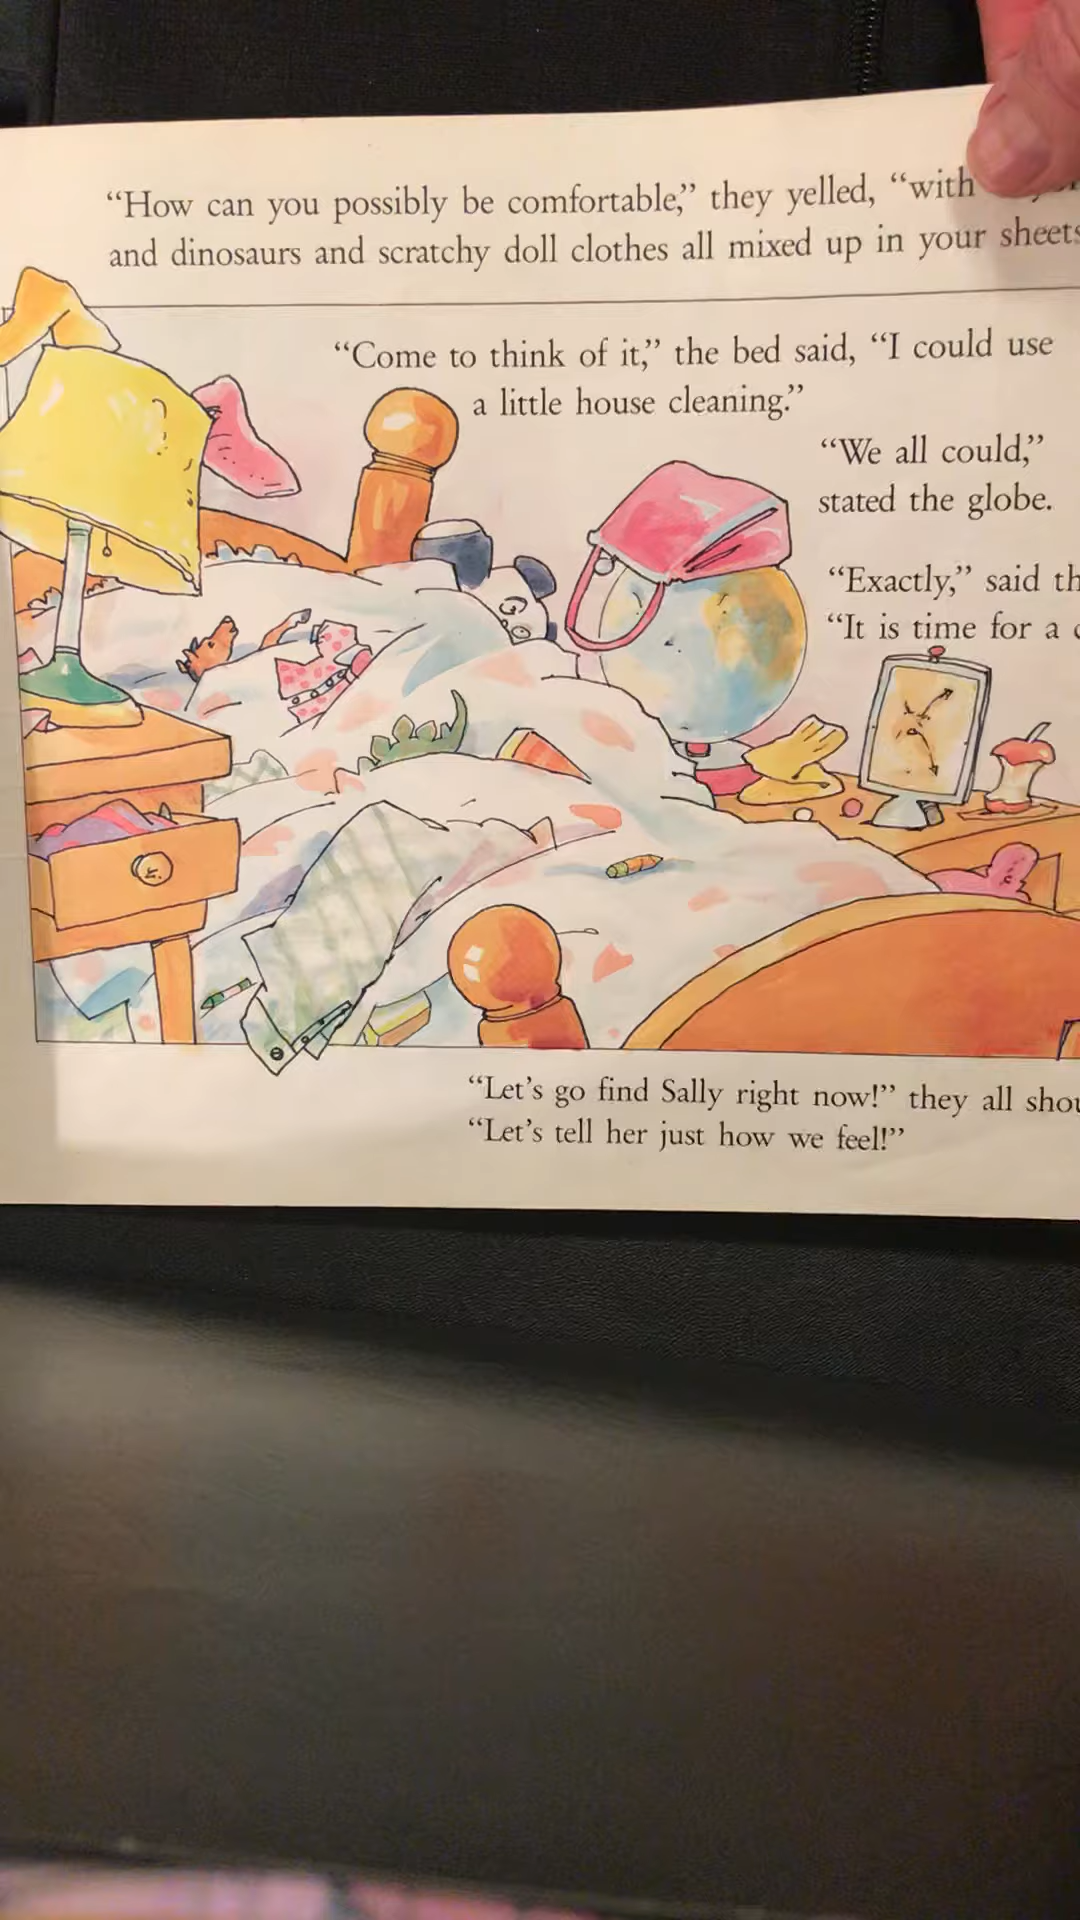 “How can you possibly be comfortable,” they yelled, “with
and dinosaurs and scratchy doll clothes all mixed up in your sheets
“Come to think of it,” the bed said, “I could use
a little house cleaning.”
“We all could,”
stated the globe.
“Exactly,” said th
“It is time for a c
“Let’s go find Sally right now!” they all shou
“Let’s tell her just how we feel!”